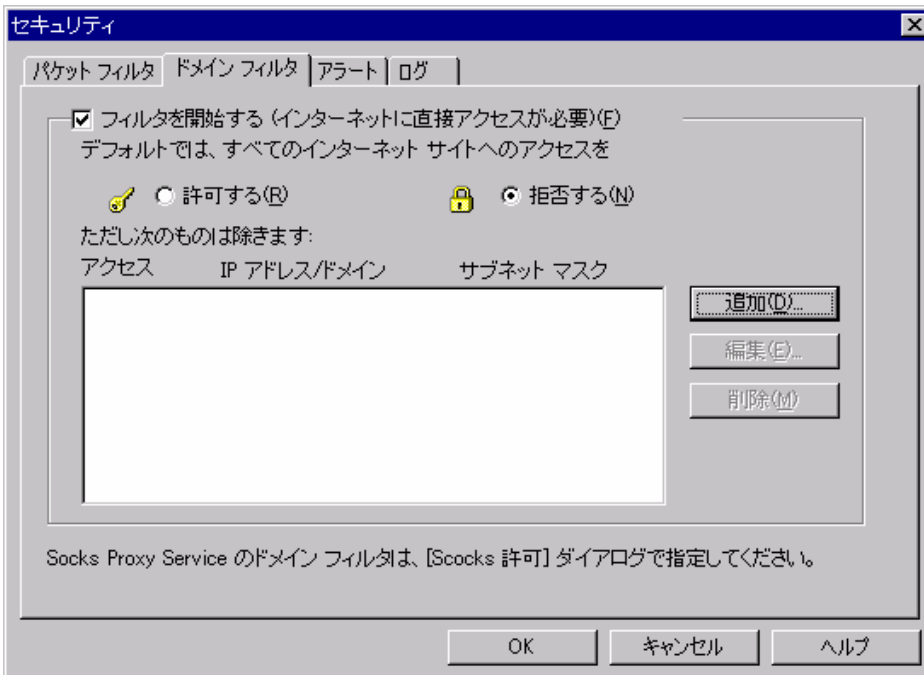 セキュリティ
パケット フィルタ ドメイン フィルタ アラート ログ
フィルタを開始する (インターネットに直接アクセスが必要)(F)
デフォルトでは、すべてのインターネット サイトへのアクセスを
許可する(R) 拒否する(N)
ただし次のものは除きます:
アクセス IP アドレス/ドメイン サブネット マスク
追加(D)...
編集(E)...
削除(M)
Socks Proxy Service のドメイン フィルタは、[Scocks 許可] ダイアログで指定してください。
OK キャンセル ヘルプ